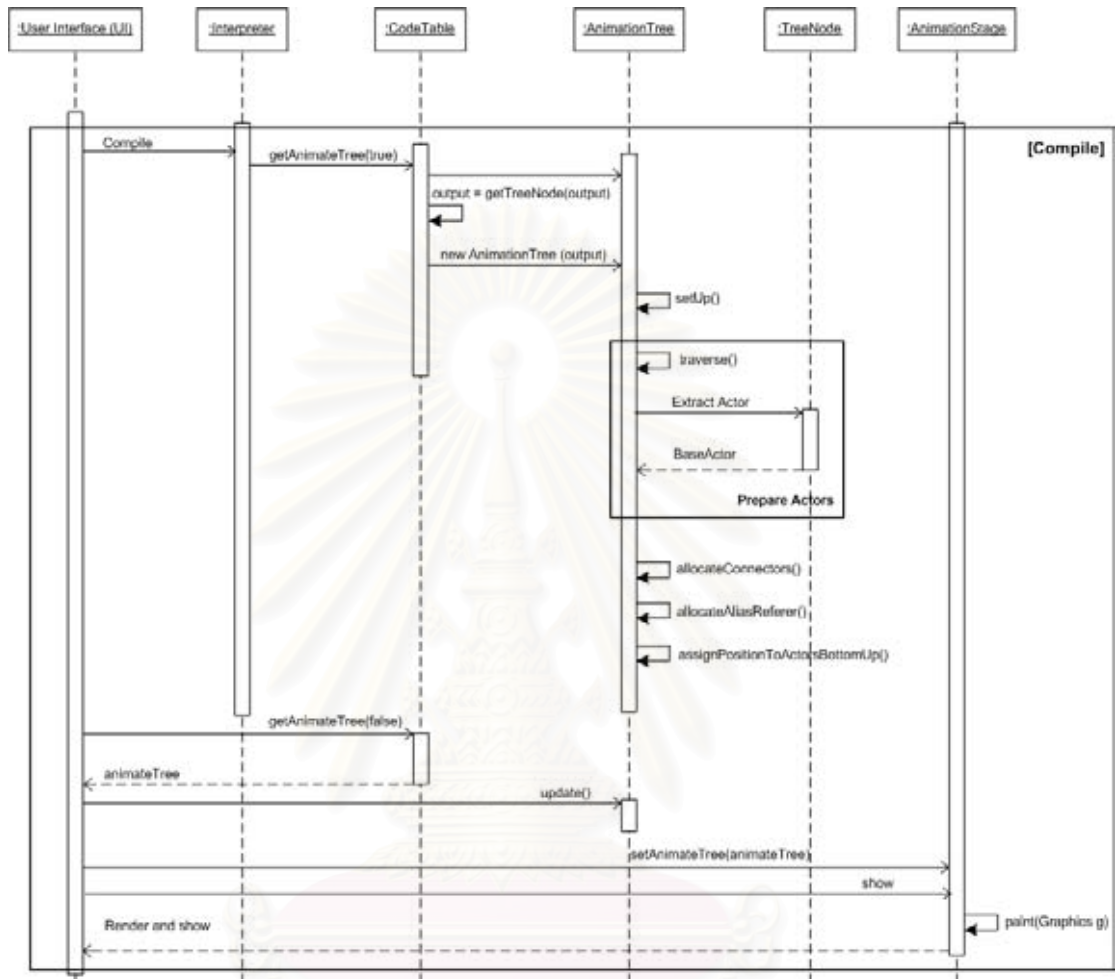 :User Interface (UI)
:Interpreter
:CodeTable
:AnimationTree
:TreeNode
:AnimationStage
[Compile]
Compile
getAnimateTree(true)
output = getTreeNode(output)
new AnimationTree (output)
setUp()
traverse()
Extract Actor
BaseActor
Prepare Actors
allocateConnectors()
allocateAliasReferer()
assignPositionToActorsBottomUp()
getAnimateTree(false)
animateTree
update()
setAnimateTree(animateTree)
show
paint(Graphics g)
Render and show